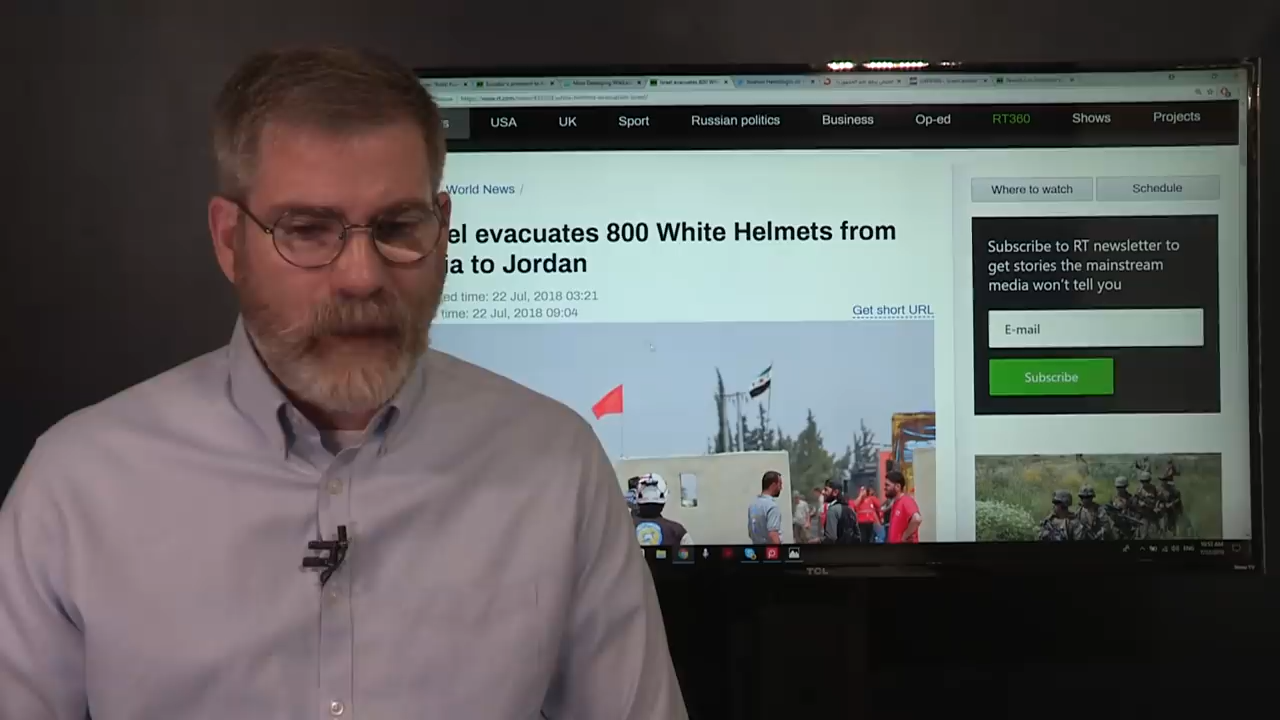 USA UK Sport Russian politics Business Op-ed RT360 Shows Projects
World News /
Where to watch Schedule
el evacuates 800 White Helmets from
ia to Jordan
ed time: 22 Jul, 2018 03:21
time: 22 Jul, 2018 09:04
Get short URL
Subscribe to RT newsletter to
get stories the mainstream
media won't tell you
E-mail
Subscribe
TCL